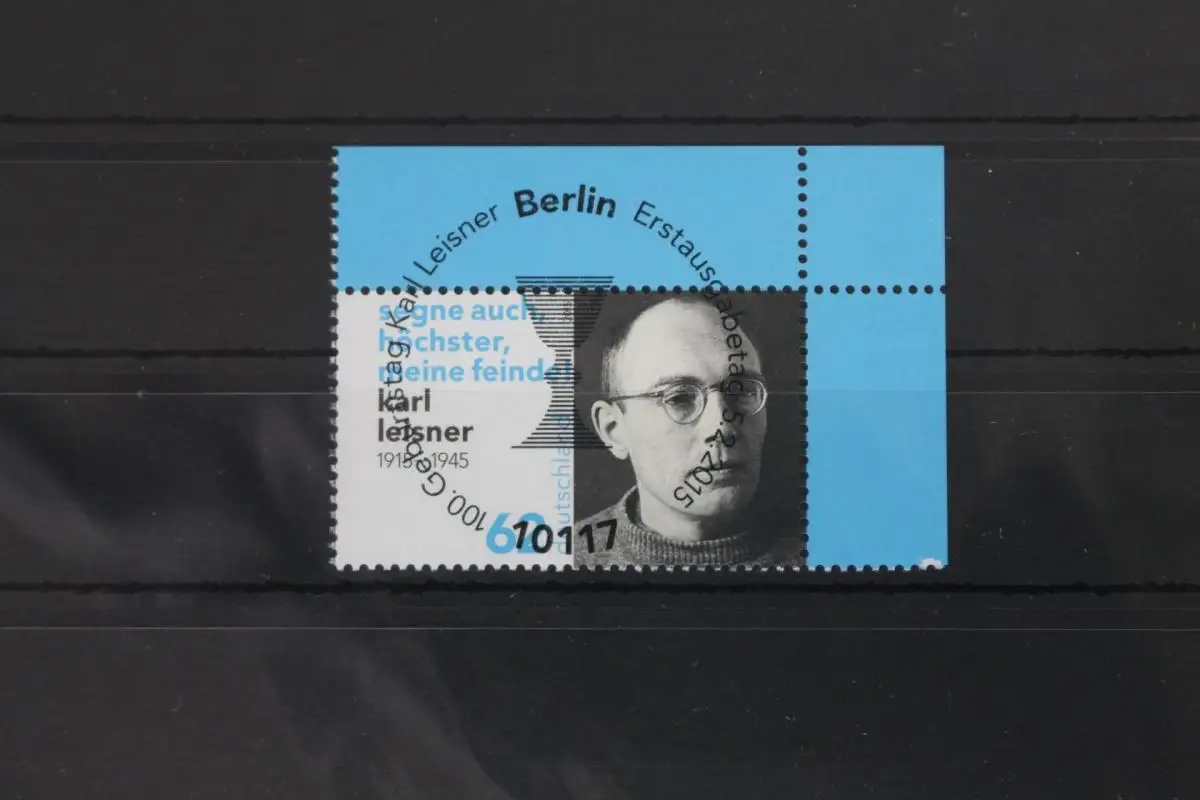 100. Geburtstag Karl Leisner Berlin Erstausgabetag 5.2.2015
10117
segne auch,
höchster,
meine feinde!
karl
leisner
1915–1945
62
deutschland